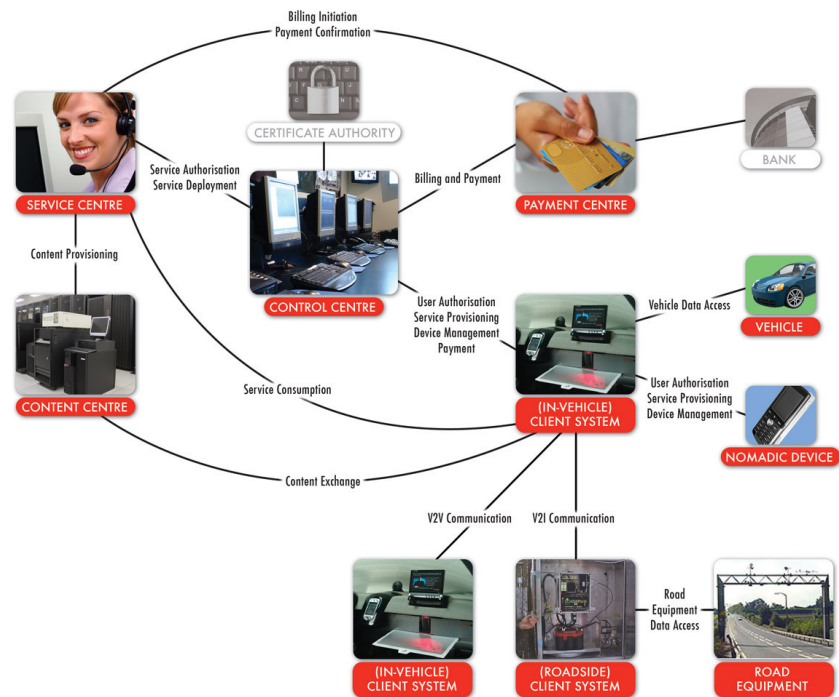 Billing Initiation
Payment Confirmation
CERTIFICATE AUTHORITY
BANK
Service Authorisation
Service Deployment
Billing and Payment
SERVICE CENTRE
PAYMENT CENTRE
Content Provisioning
CONTROL CENTRE
User Authorisation
Service Provisioning
Device Management
Payment
Vehicle Data Access
VEHICLE
Service Consumption
User Authorisation
Service Provisioning
Device Management
CONTENT CENTRE
(IN-VEHICLE)
CLIENT SYSTEM
NOMADIC DEVICE
Content Exchange
V2V Communication
V2I Communication
Road
Equipment
Data Access
(IN-VEHICLE)
CLIENT SYSTEM
(ROADSIDE)
CLIENT SYSTEM
ROAD
EQUIPMENT